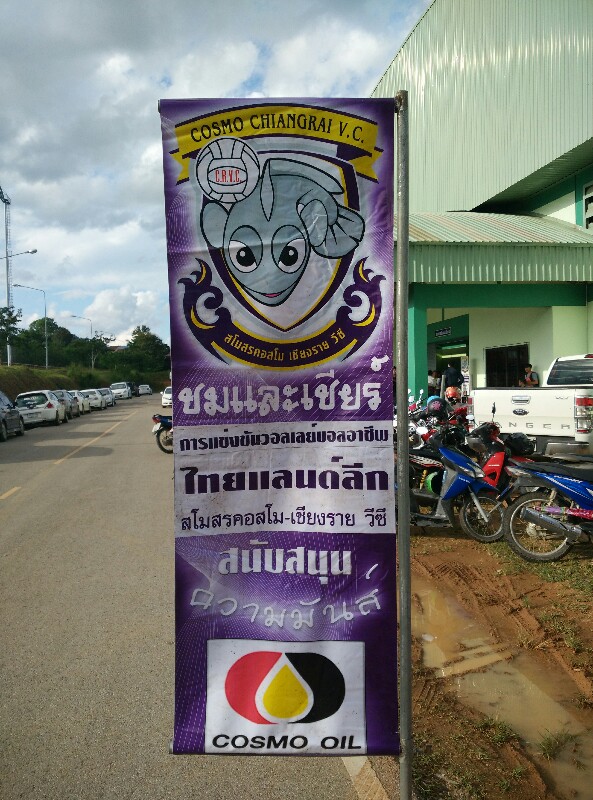 COSMO CHIANGRAI V.C.
C.R.V.C.
สโมสรคอสโม เชียงราย วีซี
ชมและเชียร์
การแข่งขันวอลเลย์บอลอาชีพ
ไทยแลนด์ลีก
สโมสรคอสโม-เชียงราย วีซี
สนับสนุน
ความมันส์
COSMO OIL
RANGER